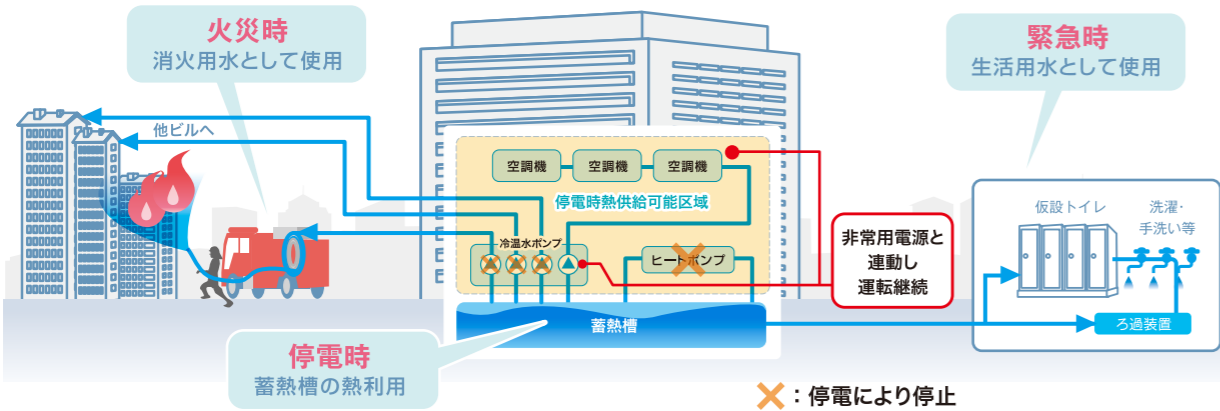 火災時
消火用水として使用
緊急時
生活用水として使用
他ビルへ
空調機
空調機
空調機
停電時熱供給可能区域
冷温水ポンプ
ヒートポンプ
蓄熱槽
非常用電源と
連動し
運転継続
仮設トイレ
洗濯・
手洗い等
ろ過装置
停電時
蓄熱槽の熱利用
：停電により停止